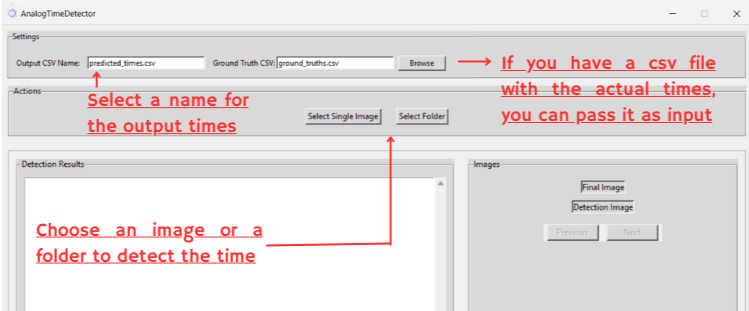 AnalogTimeDetector
Settings
Output CSV Name: predicted_times.csv Ground Truth CSV: ground_truths.csv Browse
If you have a csv file
with the actual times,
you can pass it as input
Select a name for
the output times
Actions
Select Single Image Select Folder
Detection Results
Choose an image or a
folder to detect the time
Images
Final Image
Detection Image
Previous Next